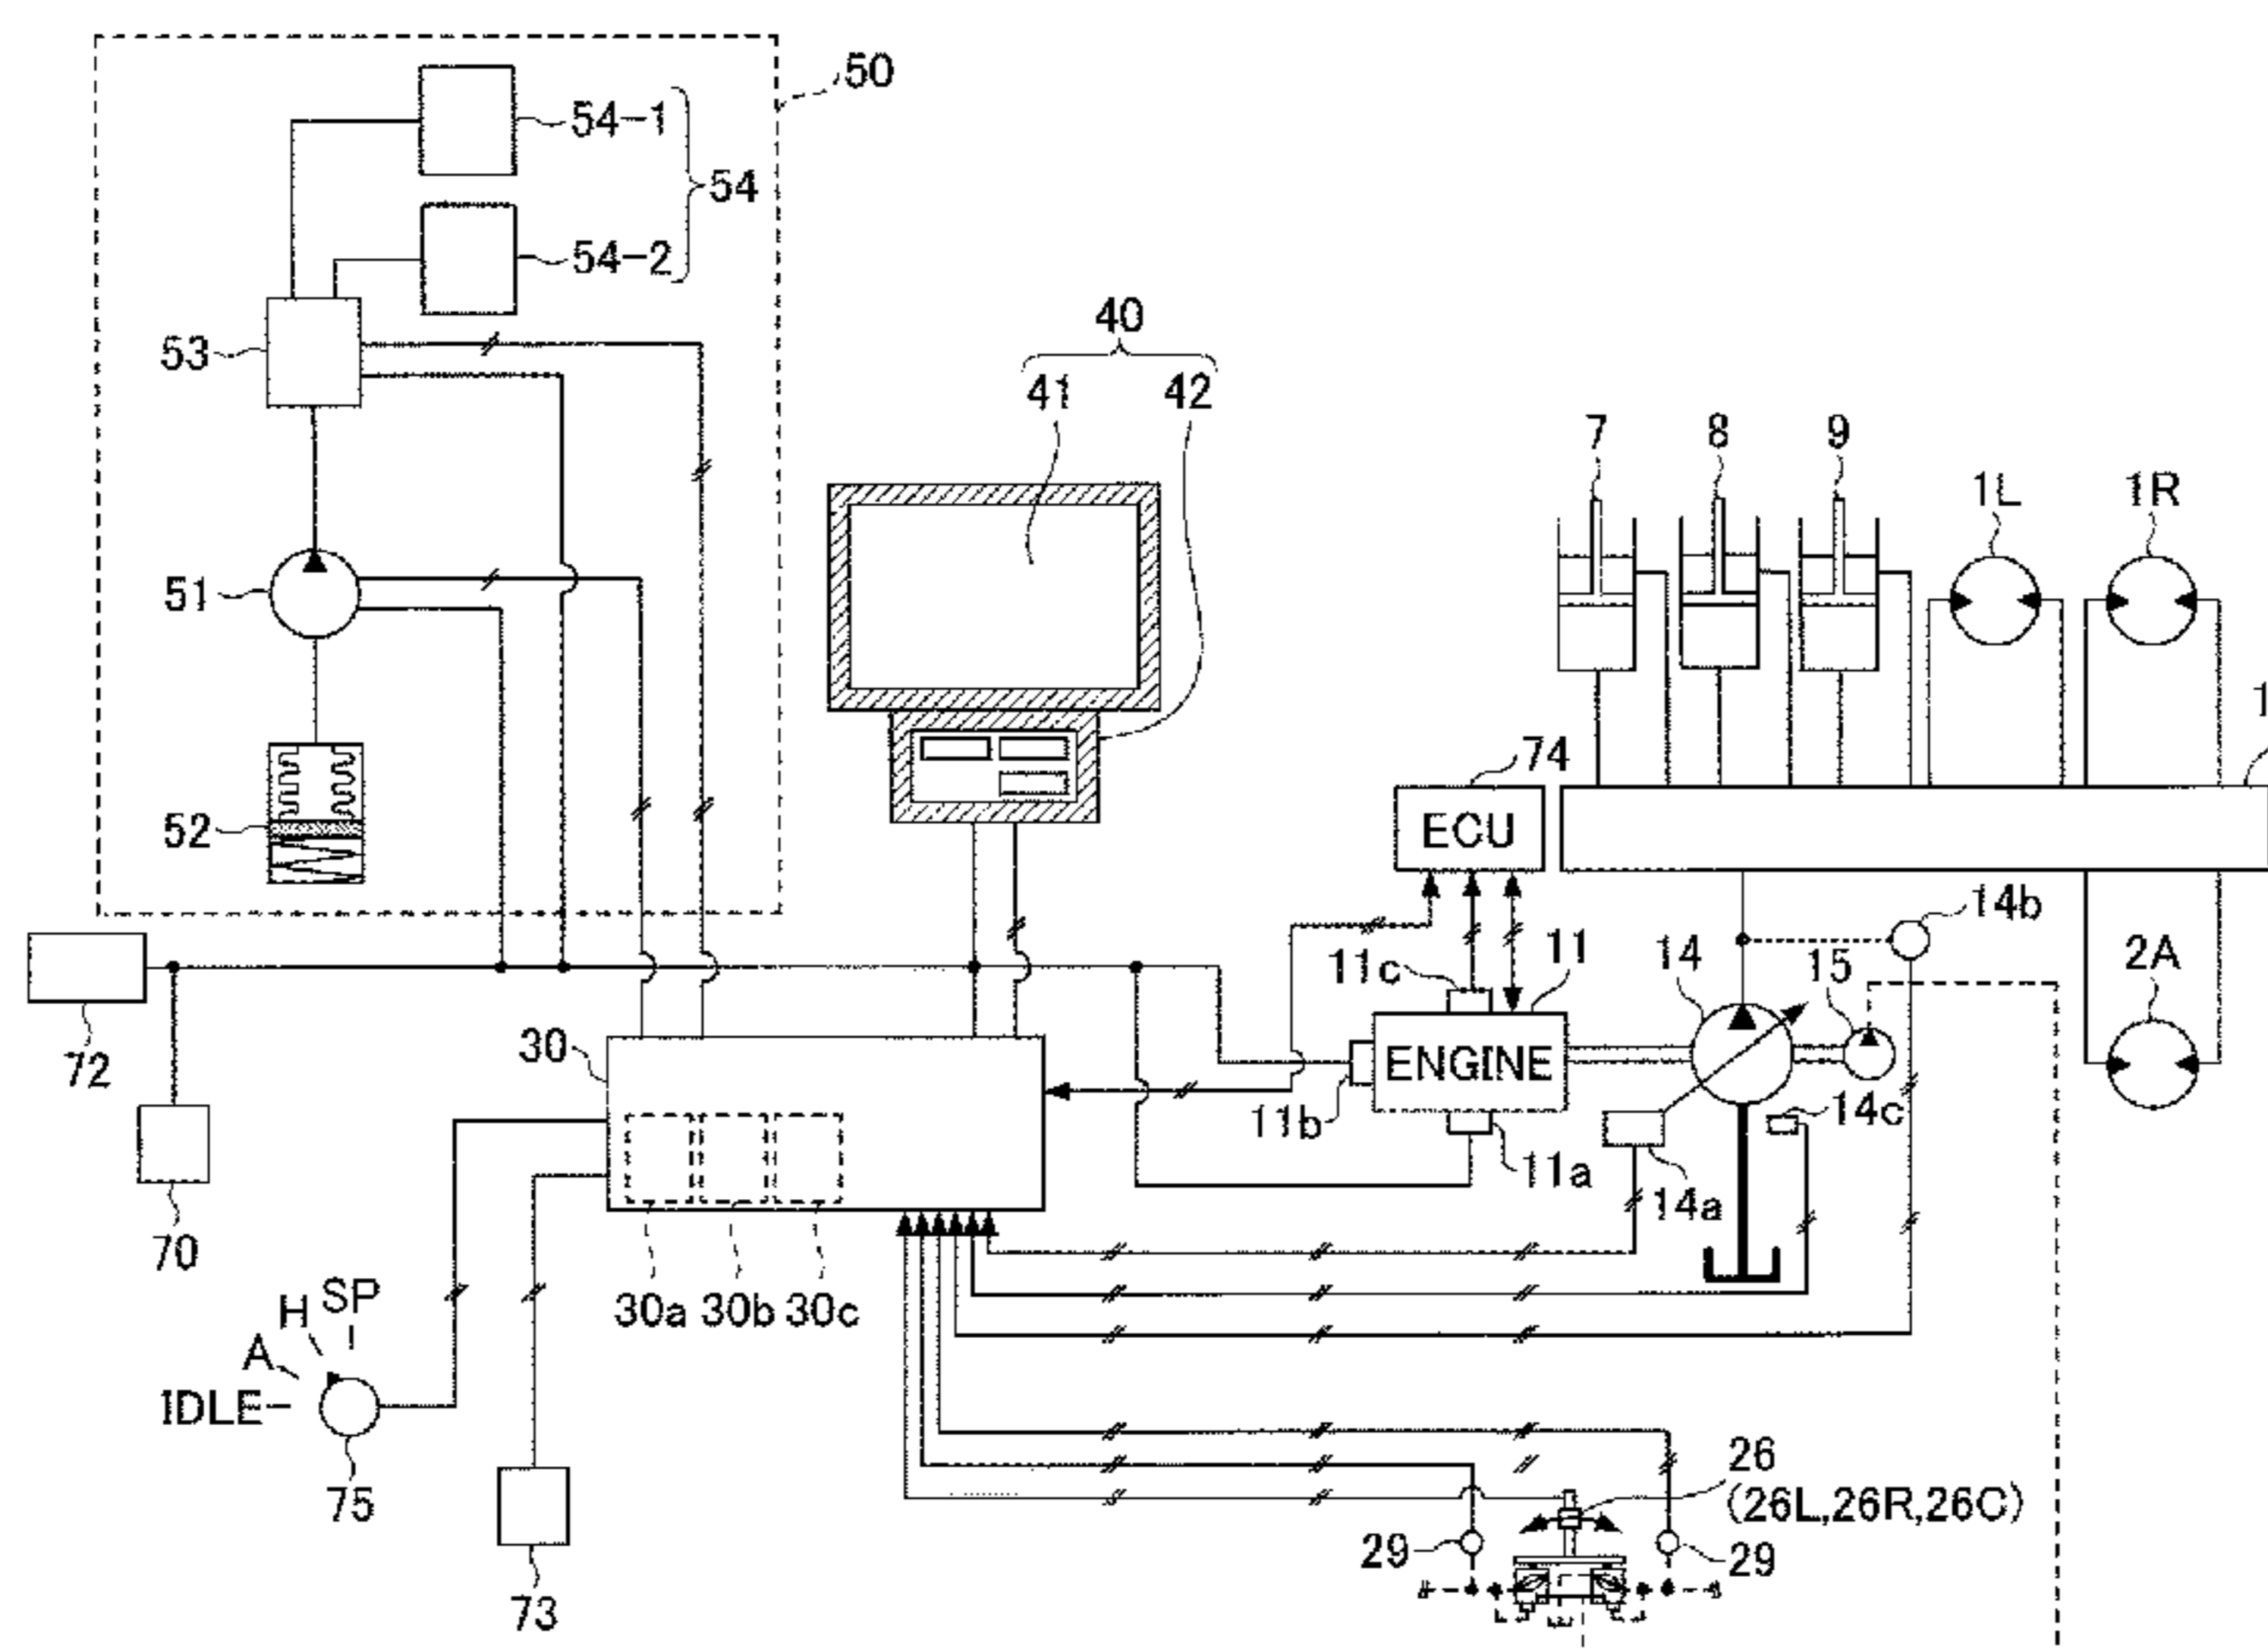 50
54-1
54
54-2
53
40
41 42
7 8 9
1L 1R
51
74
52
ECU
14b
11c 11 14 15 2A
72
30
ENGINE
11b
14c
11a
14a
70
30a 30b 30c
SP
H
A
IDLE
75
26
(26L,26R,26C)
29 29
73